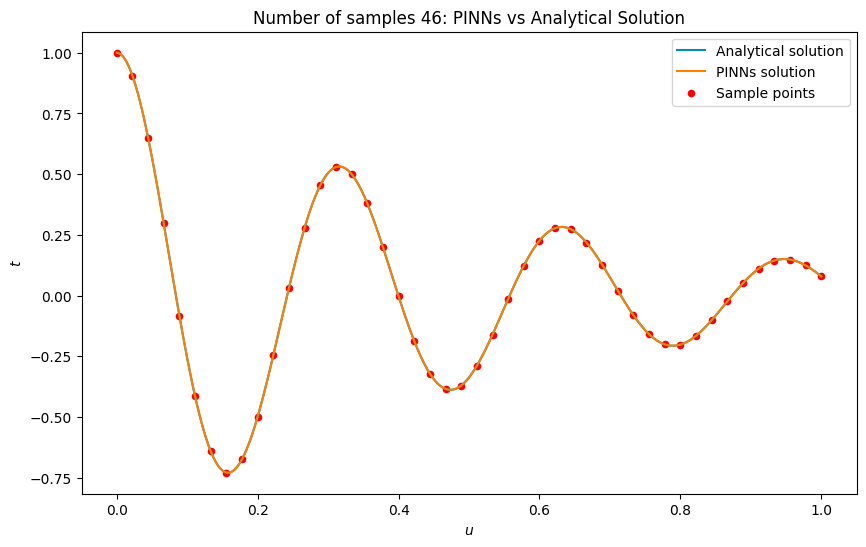 Number of samples 46: PINNs vs Analytical Solution
Analytical solution
PINNs solution
Sample points
1.00
0.75
0.50
0.25
0.00
−0.25
−0.50
−0.75
t
0.0 0.2 0.4 0.6 0.8 1.0
u